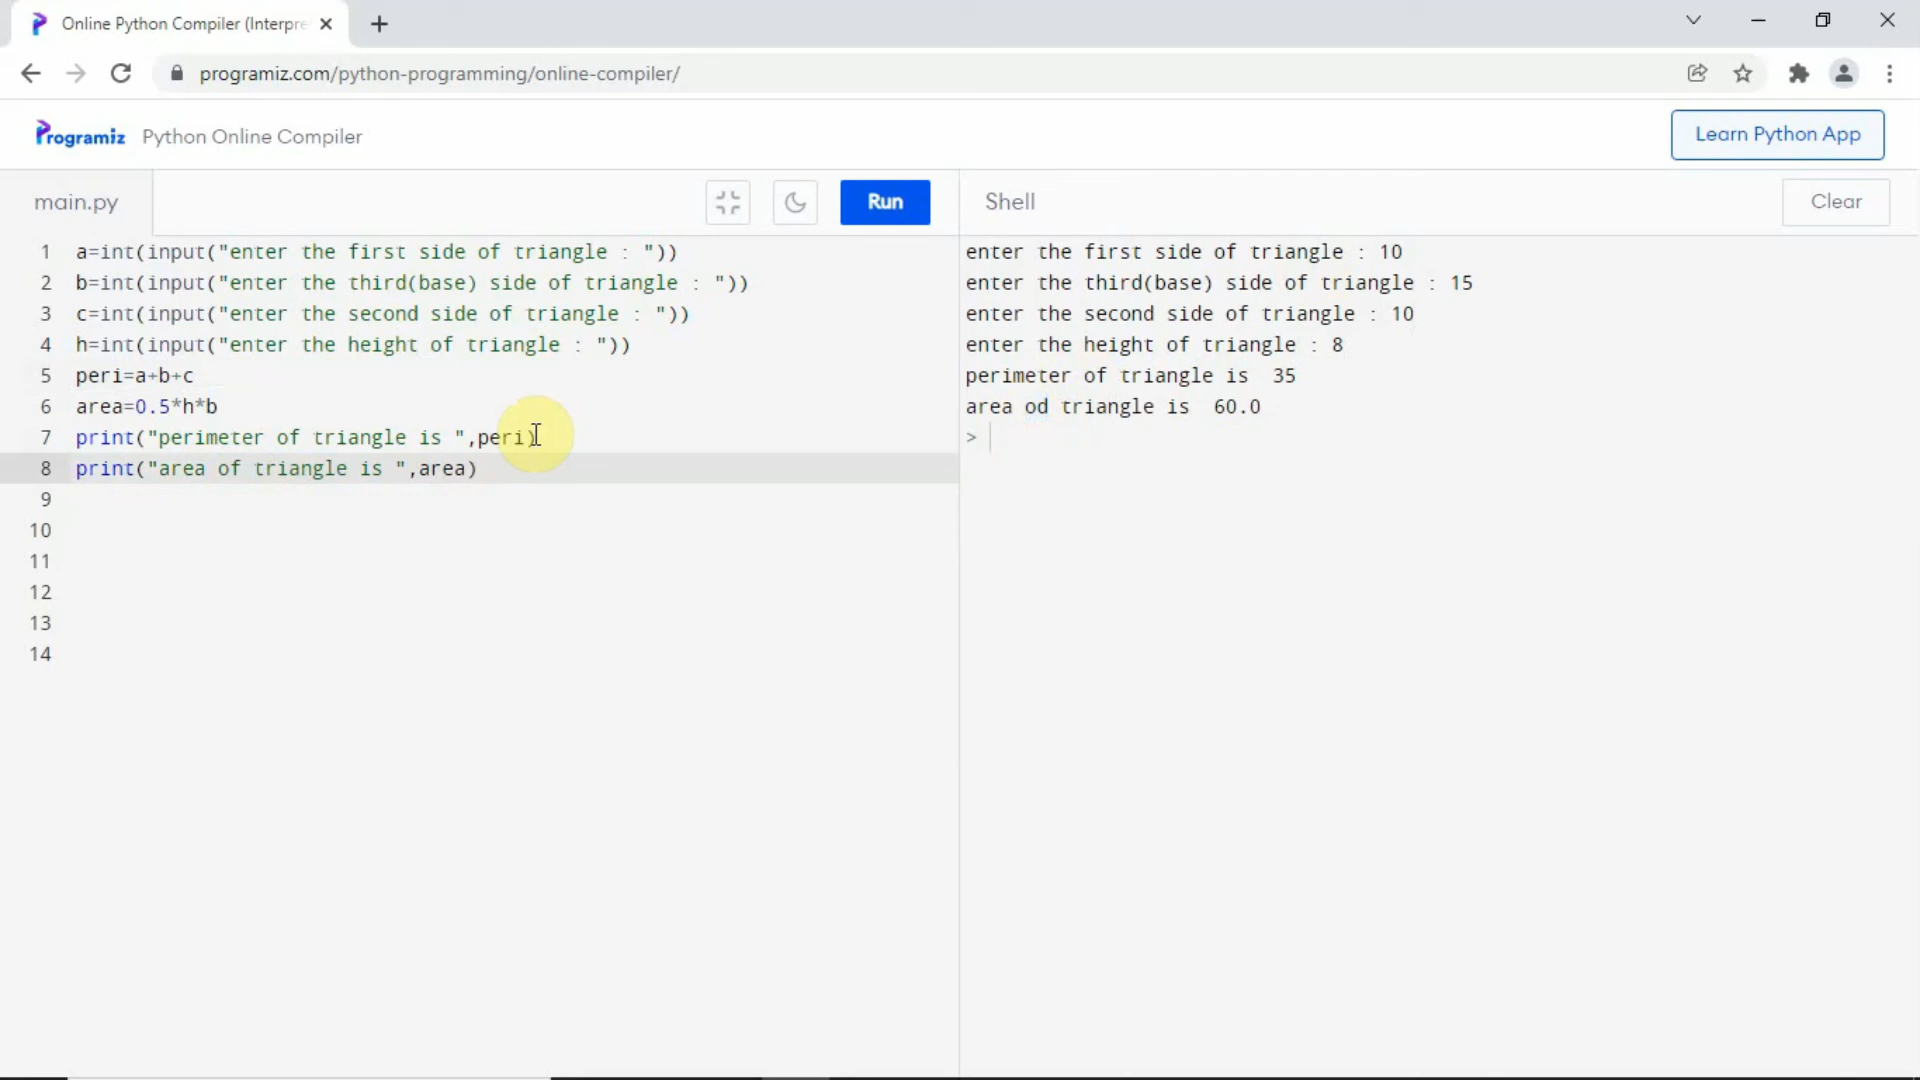 Online Python Compiler (Interpre
programiz.com/python-programming/online-compiler/
Programiz Python Online Compiler
Learn Python App
main.py
Run
Shell
Clear
1 a=int(input("enter the first side of triangle : "))
2 b=int(input("enter the third(base) side of triangle : "))
3 c=int(input("enter the second side of triangle : "))
4 h=int(input("enter the height of triangle : "))
5 peri=a+b+c
6 area=0.5*h*b
7 print("perimeter of triangle is ",peri)
8 print("area of triangle is ",area)
9
10
11
12
13
14
enter the first side of triangle : 10
enter the third(base) side of triangle : 15
enter the second side of triangle : 10
enter the height of triangle : 8
perimeter of triangle is  35
area od triangle is  60.0
>